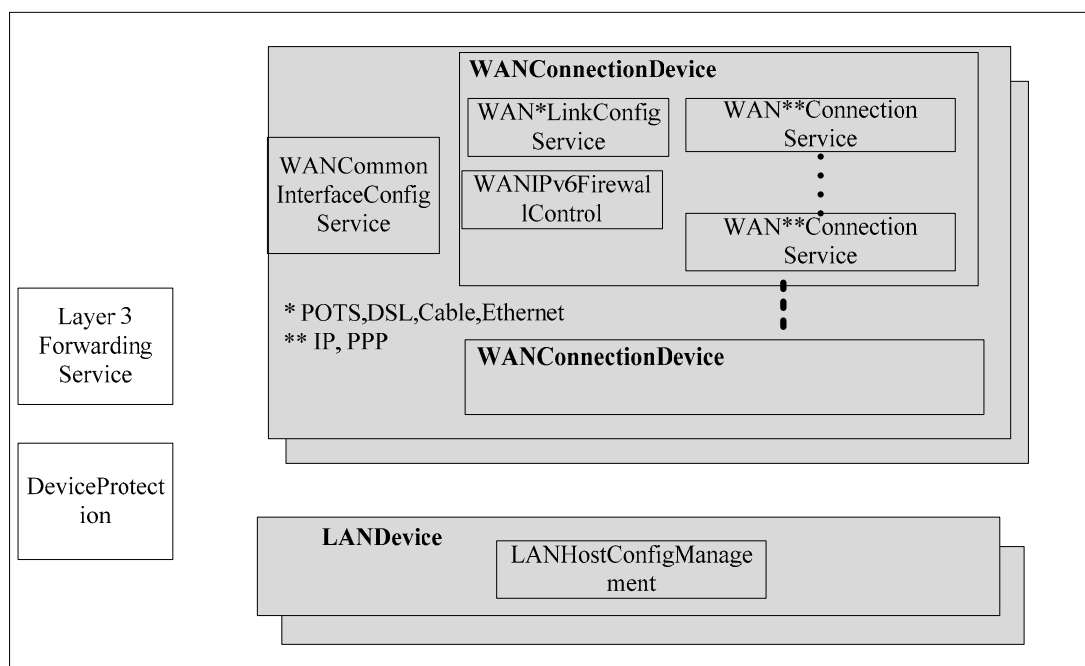 WANConnectionDevice
WAN*LinkConfig
Service
WAN**Connection
Service
WANCommon
InterfaceConfig
Service
WANIPv6Firewal
lControl
WAN**Connection
Service
* POTS,DSL,Cable,Ethernet
** IP, PPP
WANConnectionDevice
Layer 3
Forwarding
Service
DeviceProtect
ion
LANDevice
LANHostConfigManage
ment